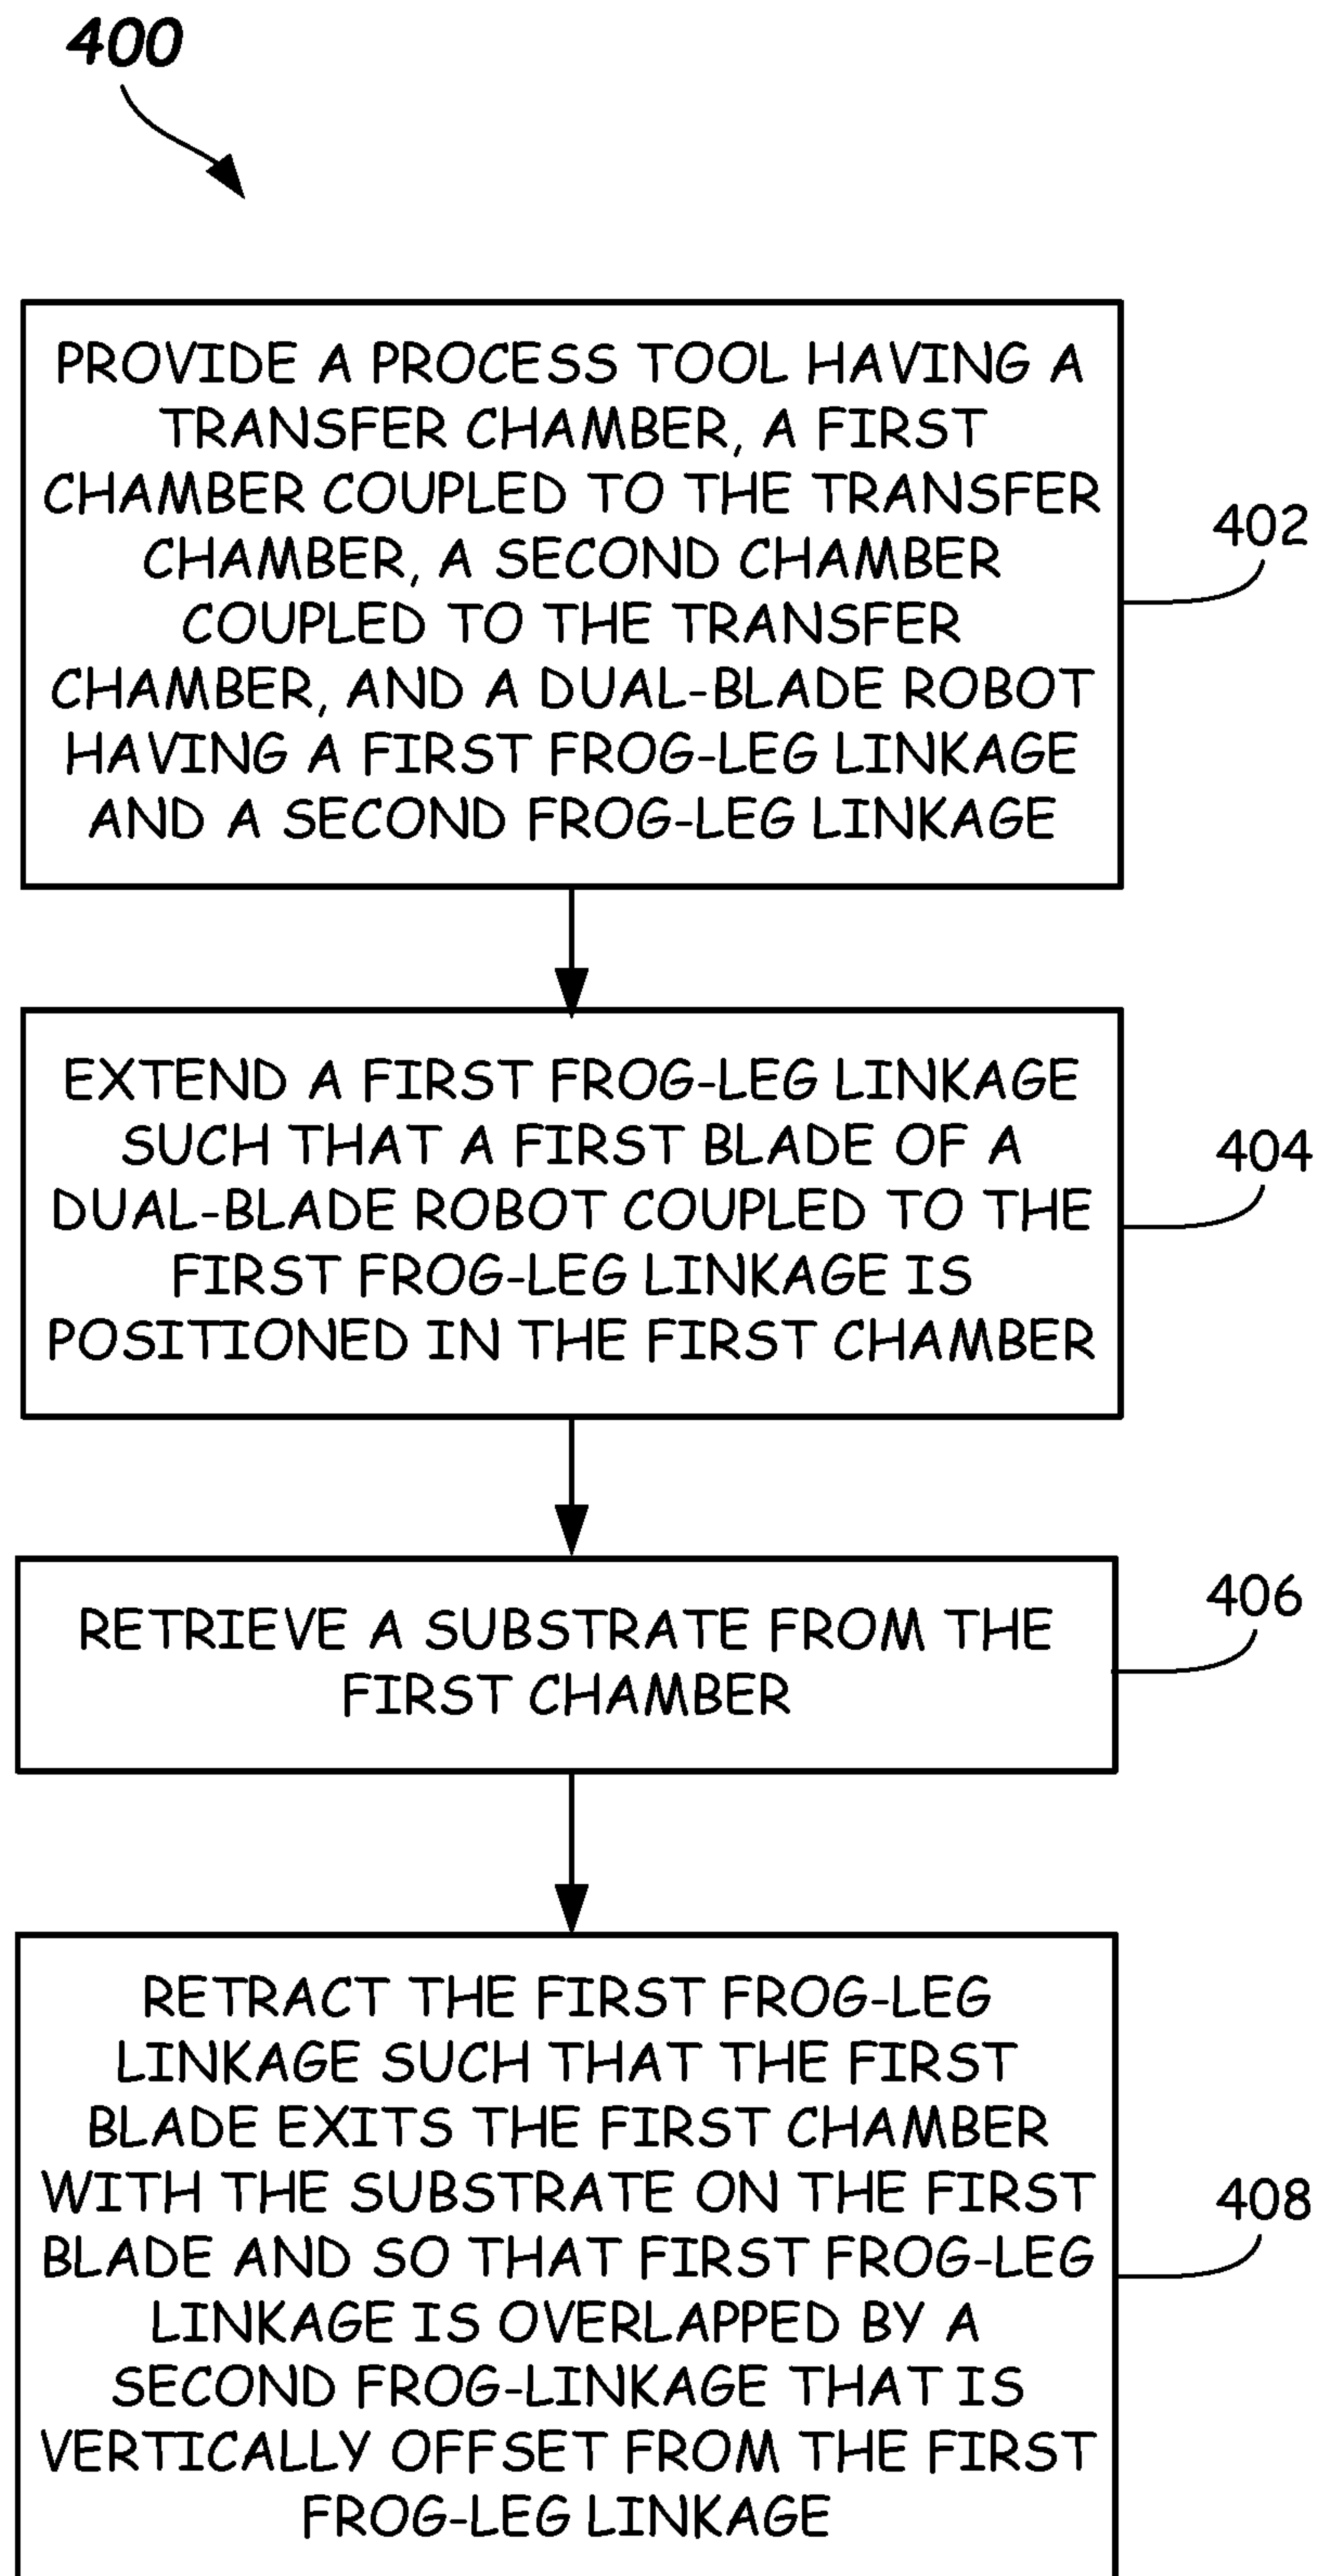 400
PROVIDE A PROCESS TOOL HAVING A
TRANSFER CHAMBER, A FIRST
CHAMBER COUPLED TO THE TRANSFER
CHAMBER, A SECOND CHAMBER
COUPLED TO THE TRANSFER
CHAMBER, AND A DUAL-BLADE ROBOT
HAVING A FIRST FROG-LEG LINKAGE
AND A SECOND FROG-LEG LINKAGE
402
EXTEND A FIRST FROG-LEG LINKAGE
SUCH THAT A FIRST BLADE OF A
DUAL-BLADE ROBOT COUPLED TO THE
FIRST FROG-LEG LINKAGE IS
POSITIONED IN THE FIRST CHAMBER
404
RETRIEVE A SUBSTRATE FROM THE
FIRST CHAMBER
406
RETRACT THE FIRST FROG-LEG
LINKAGE SUCH THAT THE FIRST
BLADE EXITS THE FIRST CHAMBER
WITH THE SUBSTRATE ON THE FIRST
BLADE AND SO THAT FIRST FROG-LEG
LINKAGE IS OVERLAPPED BY A
SECOND FROG-LINKAGE THAT IS
VERTICALLY OFFSET FROM THE FIRST
FROG-LEG LINKAGE
408